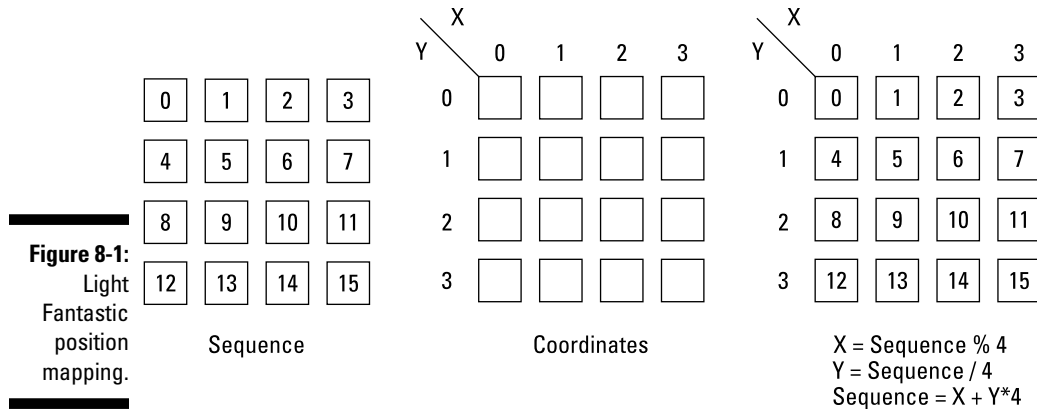 Figure 8-1:
Light
Fantastic
position
mapping.
0 1 2 3
4 5 6 7
8 9 10 11
12 13 14 15
Sequence
X
Y 0 1 2 3
0
1
2
3
Coordinates
X
Y 0 1 2 3
0 0 1 2 3
1 4 5 6 7
2 8 9 10 11
3 12 13 14 15
X = Sequence % 4
Y = Sequence / 4
Sequence = X + Y*4